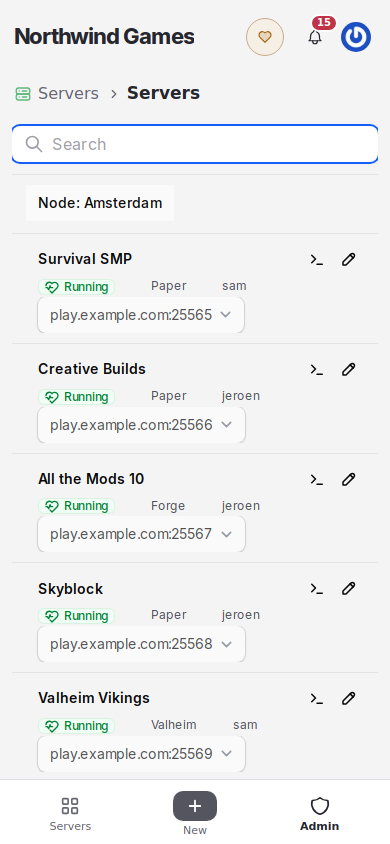 Northwind Games
15
Servers > Servers
Search
Node: Amsterdam
Survival SMP
Running Paper sam
play.example.com:25565
Creative Builds
Running Paper jeroen
play.example.com:25566
All the Mods 10
Running Forge jeroen
play.example.com:25567
Skyblock
Running Paper jeroen
play.example.com:25568
Valheim Vikings
Running Valheim sam
play.example.com:25569
Servers New Admin